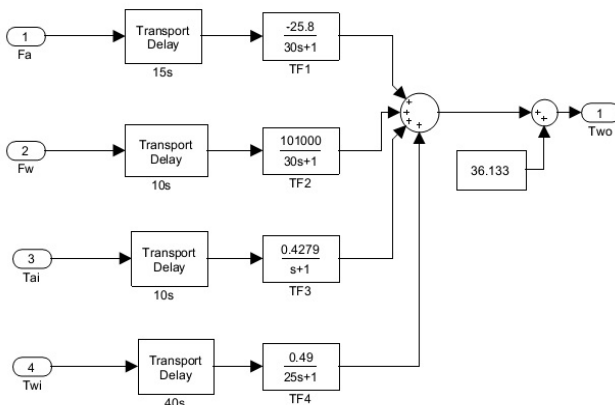 1
Fa
Transport
Delay
15s
-25.8
30s+1
TF1
2
Fw
Transport
Delay
10s
101000
30s+1
TF2
3
Tai
Transport
Delay
10s
0.4279
s+1
TF3
4
Twi
Transport
Delay
40s
0.49
25s+1
TF4
+
+
+
+
36.133
+
+
1
Two